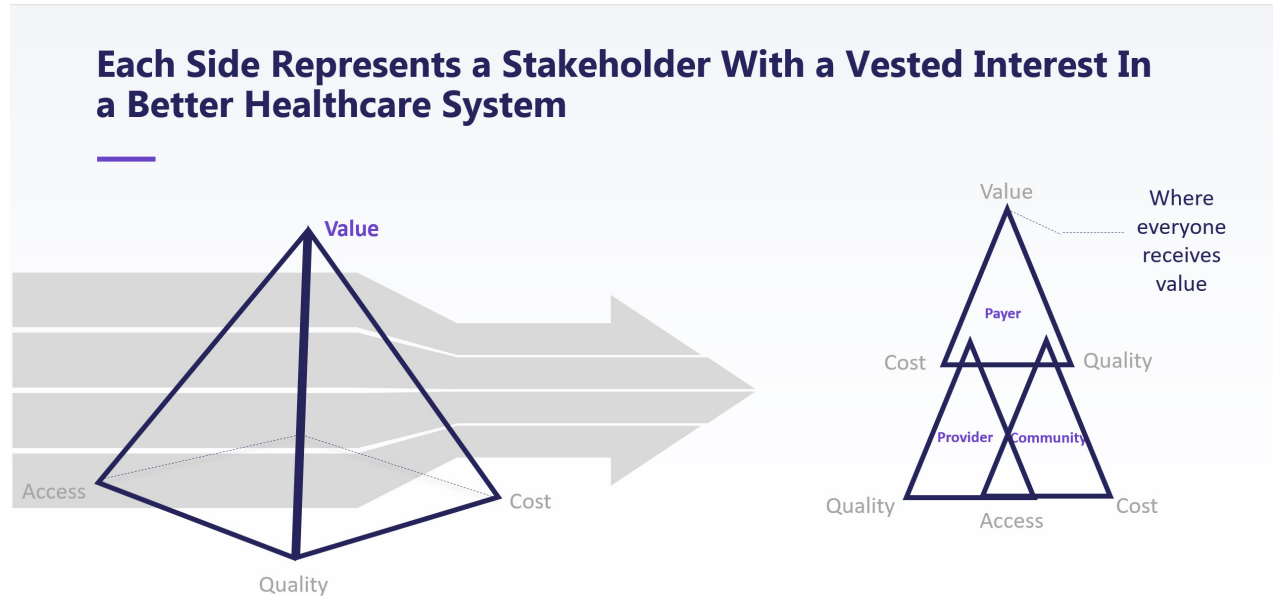 Each Side Represents a Stakeholder With a Vested Interest In
a Better Healthcare System
Value
Access
Cost
Quality
Value
Where
everyone
receives
value
Payer
Cost
Quality
Provider
Community
Quality
Access
Cost